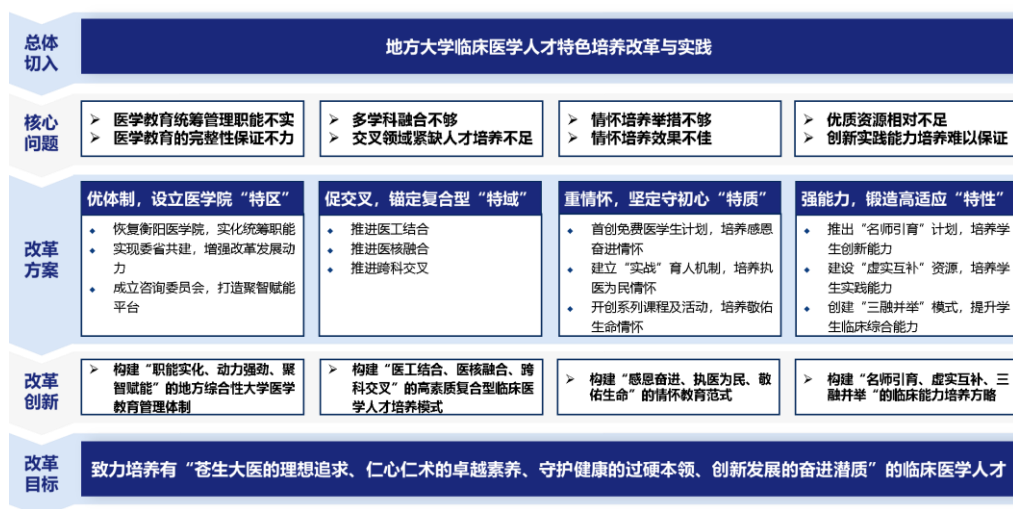 总体
切入
地方大学临床医学人才特色培养改革与实践
核心
问题
➢ 医学教育统筹管理职能不实
➢ 医学教育的完整性保证不力
➢ 多学科融合不够
➢ 交叉领域紧缺人才培养不足
➢ 情怀培养举措不够
➢ 情怀培养效果不佳
➢ 优质资源相对不足
➢ 创新实践能力培养难以保证
改革
方案
优体制，设立医学院“特区”
◆ 恢复衡阳医学院，实化统筹职能
◆ 实现委省共建，增强改革发展动
力
◆ 成立咨询委员会，打造聚智赋能
平台
促交叉，锚定复合型“特域”
◆ 推进医工结合
◆ 推进医核融合
◆ 推进跨科交叉
重情怀，坚定守初心“特质”
◆ 首创免费医学生计划，培养感恩
奋进情怀
◆ 建立“实战”育人机制，培养执
医为民情怀
◆ 开创系列课程及活动，培养敬佑
生命情怀
强能力，锻造高适应“特性”
◆ 推出“名师引育”计划，培养学
生创新能力
◆ 建设“虚实互补”资源，培养学
生实践能力
◆ 创建“三融并举”模式，提升学
生临床综合能力
改革
创新
➢ 构建“职能实化、动力强劲、聚
智赋能”的地方综合性大学医学
教育管理体制
➢ 构建“医工结合、医核融合、跨
科交叉”的高素质复合型临床医
学人才培养模式
➢ 构建“感恩奋进、执医为民、敬
佑生命”的情怀教育范式
➢ 构建“名师引育、虚实互补、三
融并举“的临床能力培养方略
改革
目标
致力培养有“苍生大医的理想追求、仁心仁术的卓越素养、守护健康的过硬本领、创新发展的奋进潜质”的临床医学人才